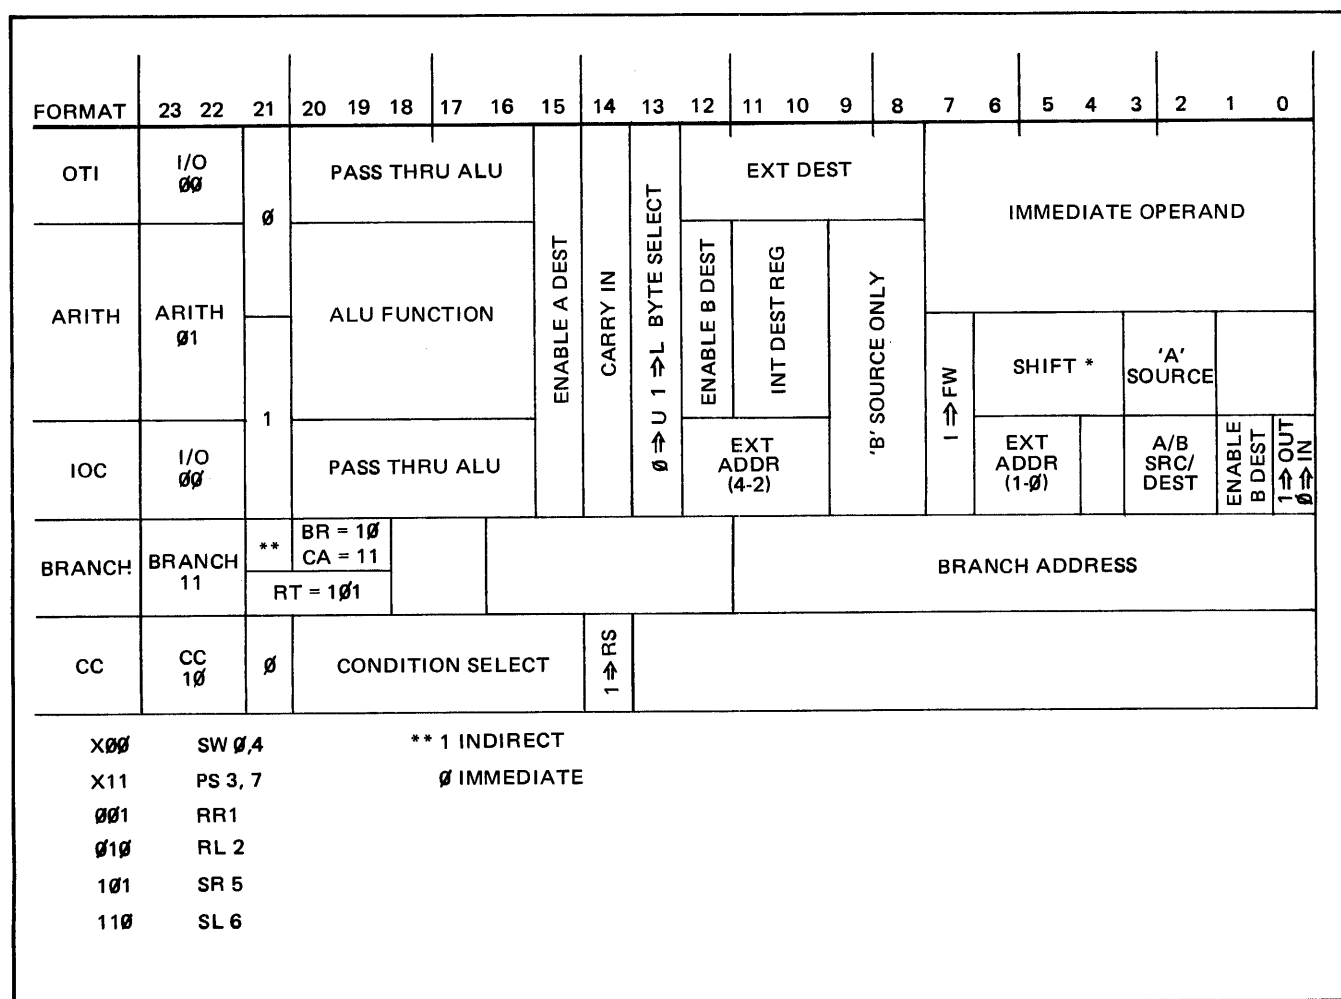 FORMAT 23 22 21 20 19 18 17 16 15 14 13 12 11 10 9 8 7 6 5 4 3 2 1 0
OTI
I/O
ØØ
Ø
PASS THRU ALU
ENABLE A DEST
CARRY IN
Ø ⇒ U 1 ⇒ L BYTE SELECT
EXT DEST
IMMEDIATE OPERAND
ARITH
ARITH
Ø1
1
ALU FUNCTION
ENABLE B DEST
INT DEST REG
'B' SOURCE ONLY
I ⇒ FW
SHIFT *
'A'
SOURCE
IOC
I/O
ØØ
PASS THRU ALU
EXT
ADDR
(4-2)
EXT
ADDR
(1-Ø)
A/B
SRC/
DEST
ENABLE
B DEST
1 ⇒ OUT
Ø ⇒ IN
BRANCH
BRANCH
11
**
BR = 1Ø
CA = 11
RT = 1Ø1
BRANCH ADDRESS
CC
CC
1Ø
Ø
CONDITION SELECT
1 ⇒ RS
XØØ SW Ø,4 ** 1 INDIRECT
X11 PS 3, 7 Ø IMMEDIATE
ØØ1 RR1
Ø1Ø RL 2
1Ø1 SR 5
11Ø SL 6